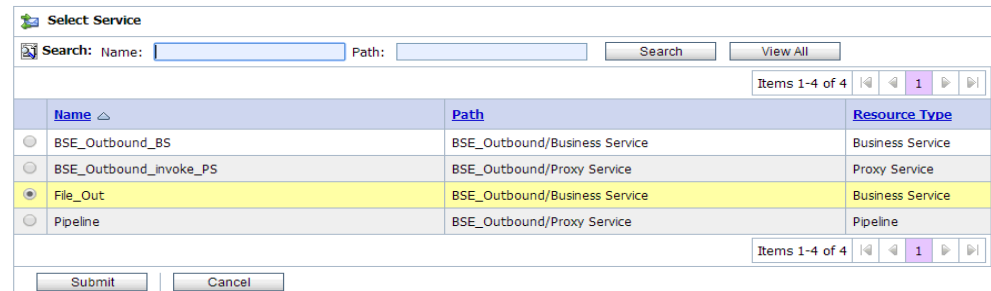 Select Service
Search: Name: Path: Search View All
Items 1-4 of 4 1
Name Path Resource Type
BSE_Outbound_BS BSE_Outbound/Business Service Business Service
BSE_Outbound_invoke_PS BSE_Outbound/Proxy Service Proxy Service
File_Out BSE_Outbound/Business Service Business Service
Pipeline BSE_Outbound/Proxy Service Pipeline
Items 1-4 of 4 1
Submit Cancel